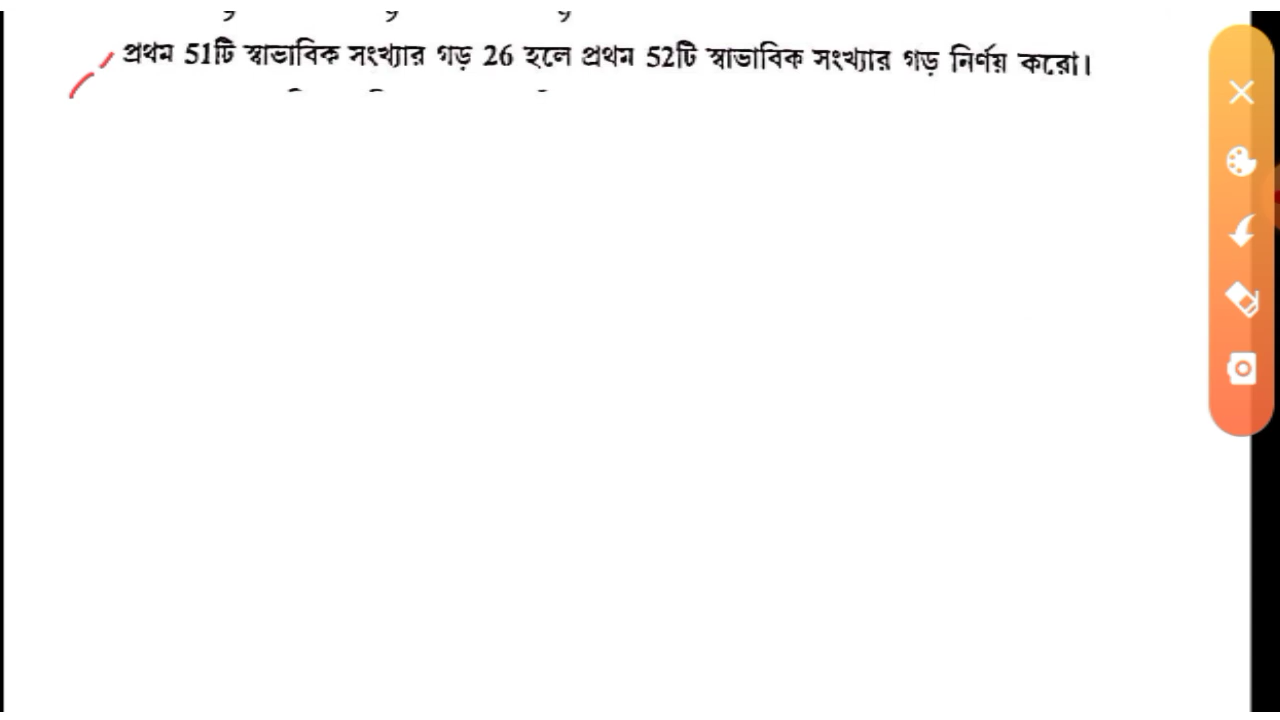 প্রথম 51টি স্বাভাবিক সংখ্যার গড় 26 হলে প্রথম 52টি স্বাভাবিক সংখ্যার গড় নির্ণয় করো।